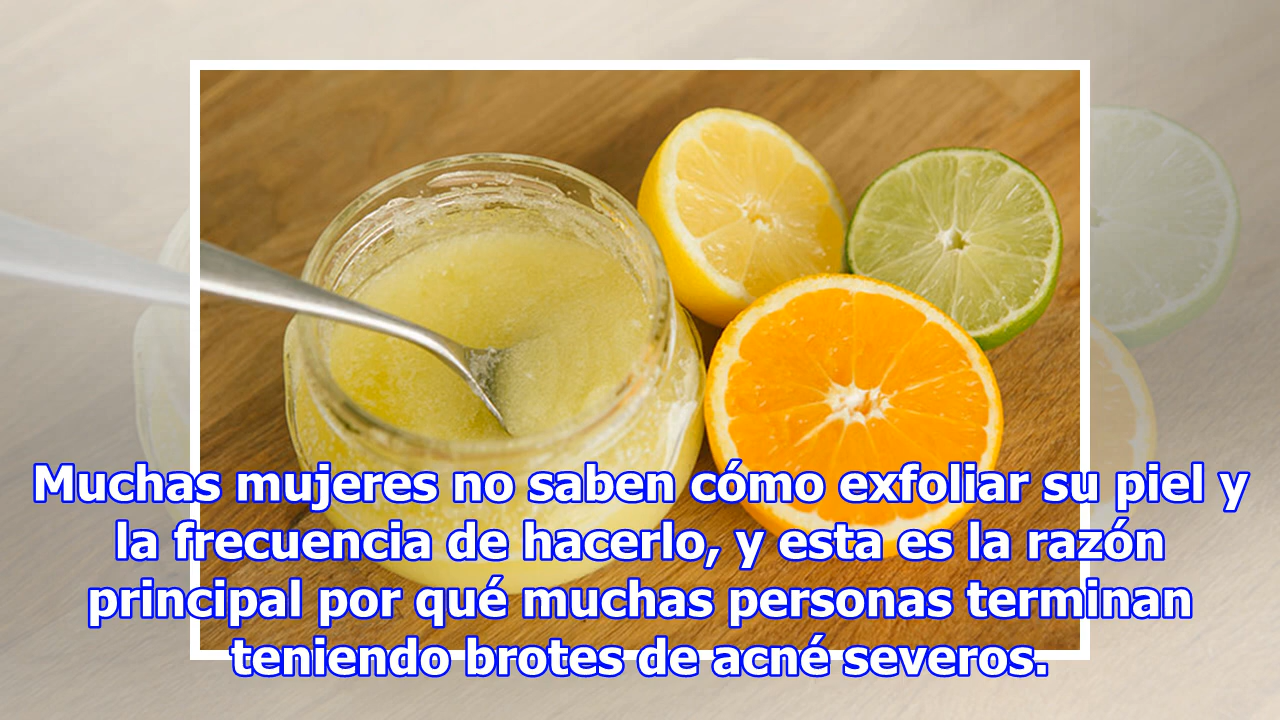 Muchas mujeres no saben cómo exfoliar su piel y
la frecuencia de hacerlo, y esta es la razón
principal por qué muchas personas terminan
teniendo brotes de acné severos.